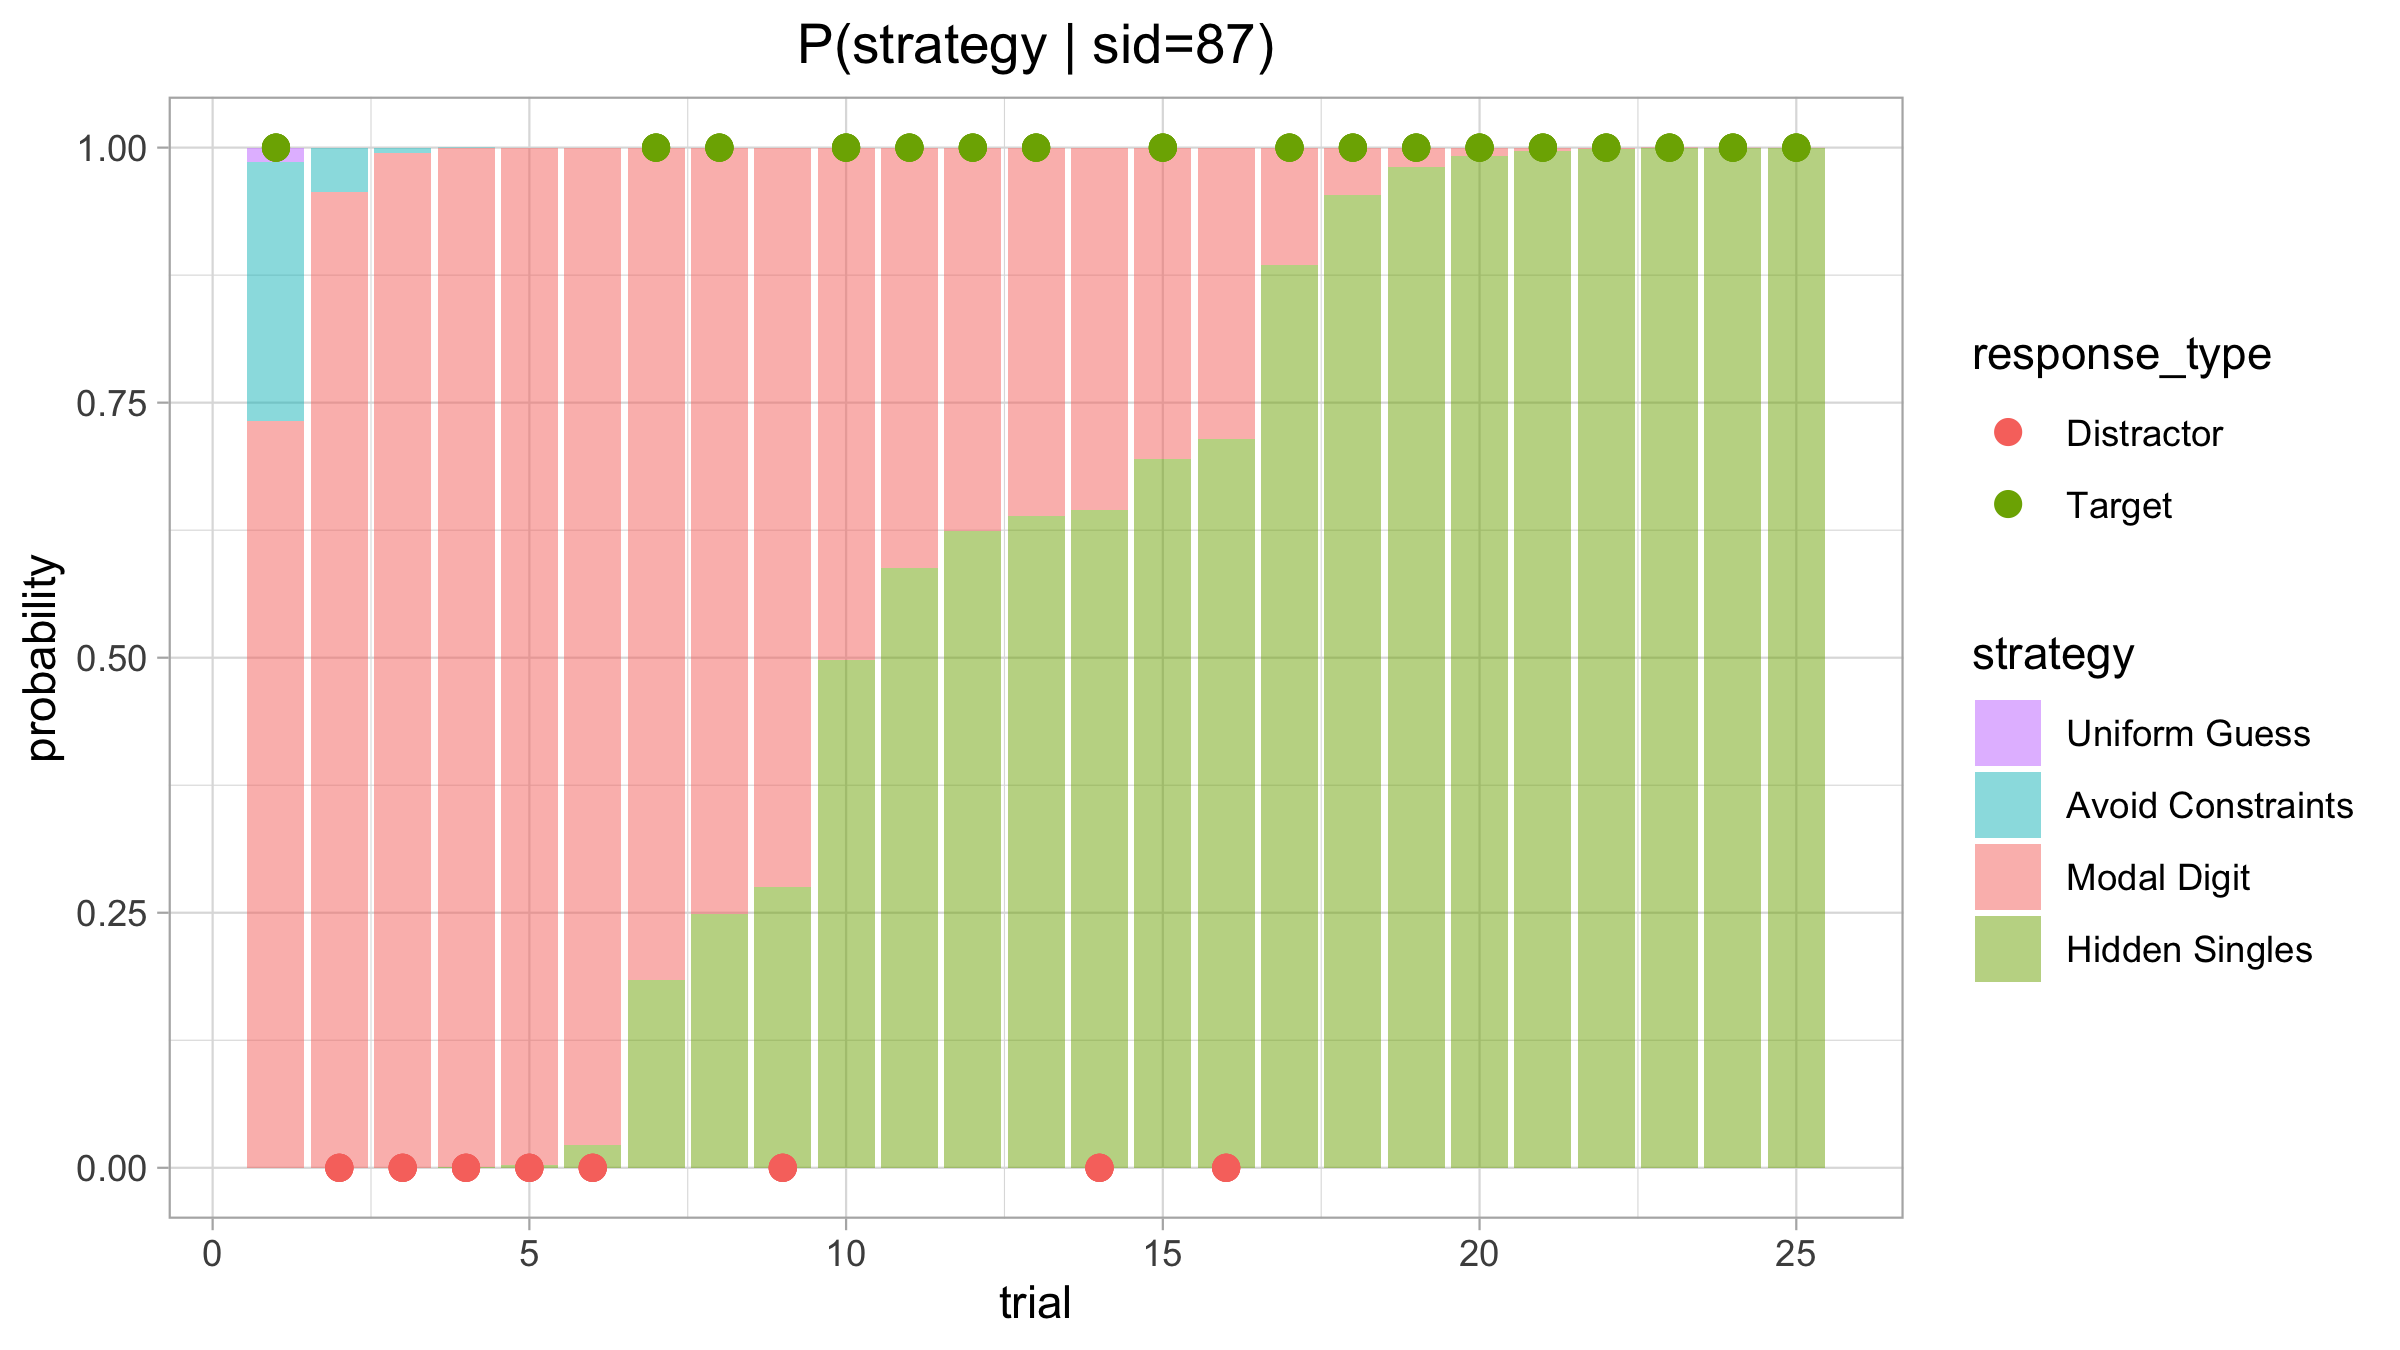 P(strategy | sid=87)
probability
1.00
0.75
0.50
0.25
0.00
0 5 10 15 20 25
trial
response_type
Distractor
Target
strategy
Uniform Guess
Avoid Constraints
Modal Digit
Hidden Singles